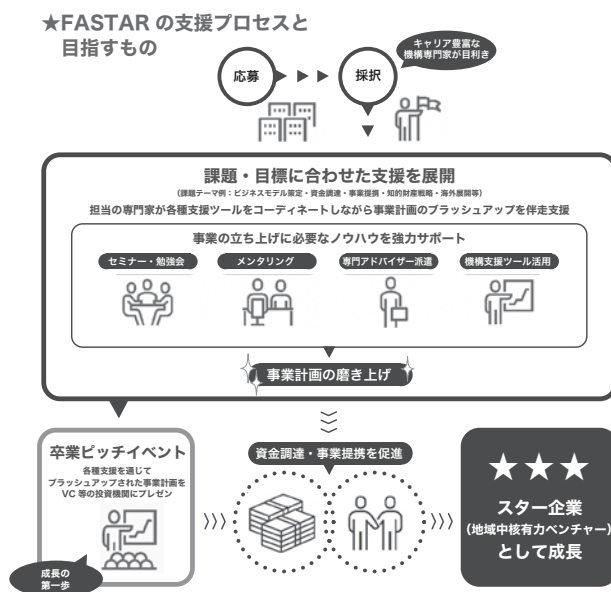 ★FASTAR の支援プロセスと
目指すもの
応募
採択
キャリア豊富な
機構専門家が目利き
課題・目標に合わせた支援を展開
(課題テーマ例：ビジネスモデル策定・資金調達・事業提携・知的財産戦略・海外展開等)
担当の専門家が各種支援ツールをコーディネートしながら事業計画のブラッシュアップを伴走支援
事業の立ち上げに必要なノウハウを強力サポート
セミナー・勉強会
メンタリング
専門アドバイザー派遣
機構支援ツール活用
事業計画の磨き上げ
卒業ピッチイベント
各種支援を通じて
ブラッシュアップされた事業計画を
VC 等の投資機関にプレゼン
成長の
第一歩
資金調達・事業提携を促進
★★★
スター企業
(地域中核有力ベンチャー)
として成長